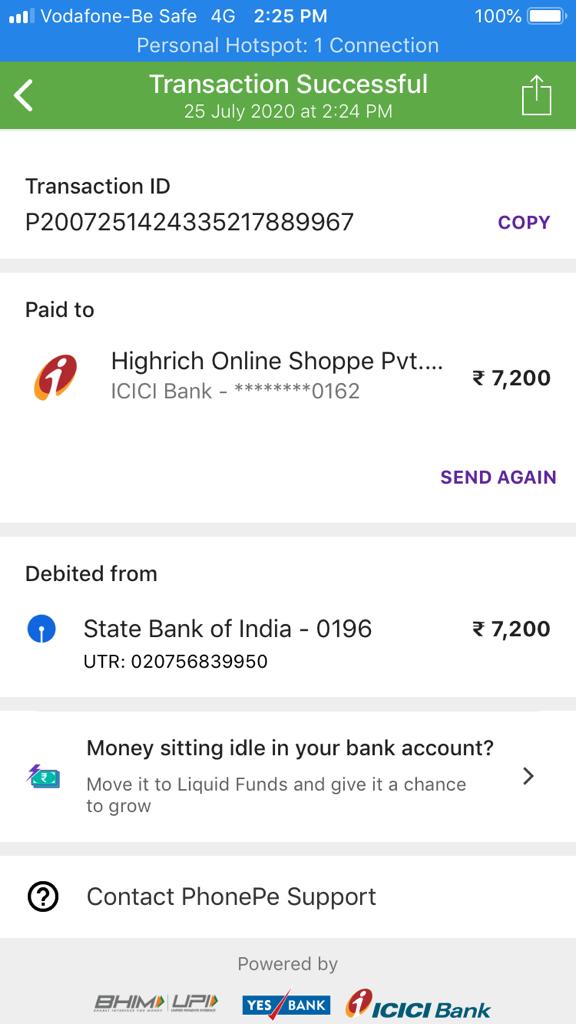 Vodafone-Be Safe 4G 2:25 PM 100%
Personal Hotspot: 1 Connection
Transaction Successful
25 July 2020 at 2:24 PM
Transaction ID
P2007251424335217889967 COPY
Paid to
Highrich Online Shoppe Pvt.... ₹ 7,200
ICICI Bank - ********0162
SEND AGAIN
Debited from
State Bank of India - 0196 ₹ 7,200
UTR: 020756839950
Money sitting idle in your bank account?
Move it to Liquid Funds and give it a chance
to grow
Contact PhonePe Support
Powered by
BHIM UPI YES BANK ICICI Bank